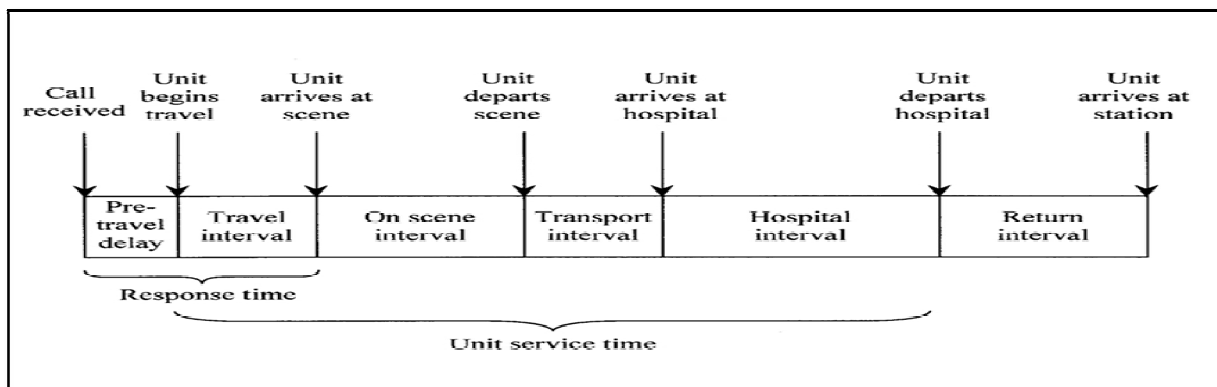 Call
received
Unit
begins
travel
Unit
arrives at
scene
Unit
departs
scene
Unit
arrives at
hospital
Unit
departs
hospital
Unit
arrives at
station
Pre-
travel
delay
Travel
interval
On scene
interval
Transport
interval
Hospital
interval
Return
interval
Response time
Unit service time